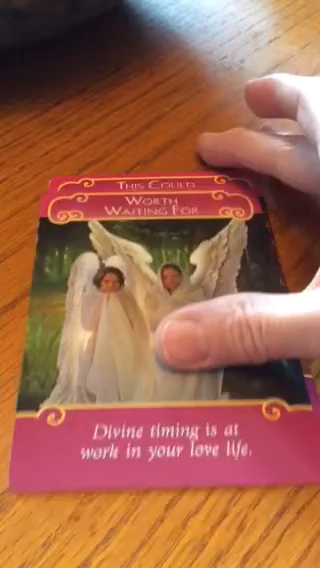 THIS COULD
WORTH
WAITING FOR
Divine timing is at
work in your love life.